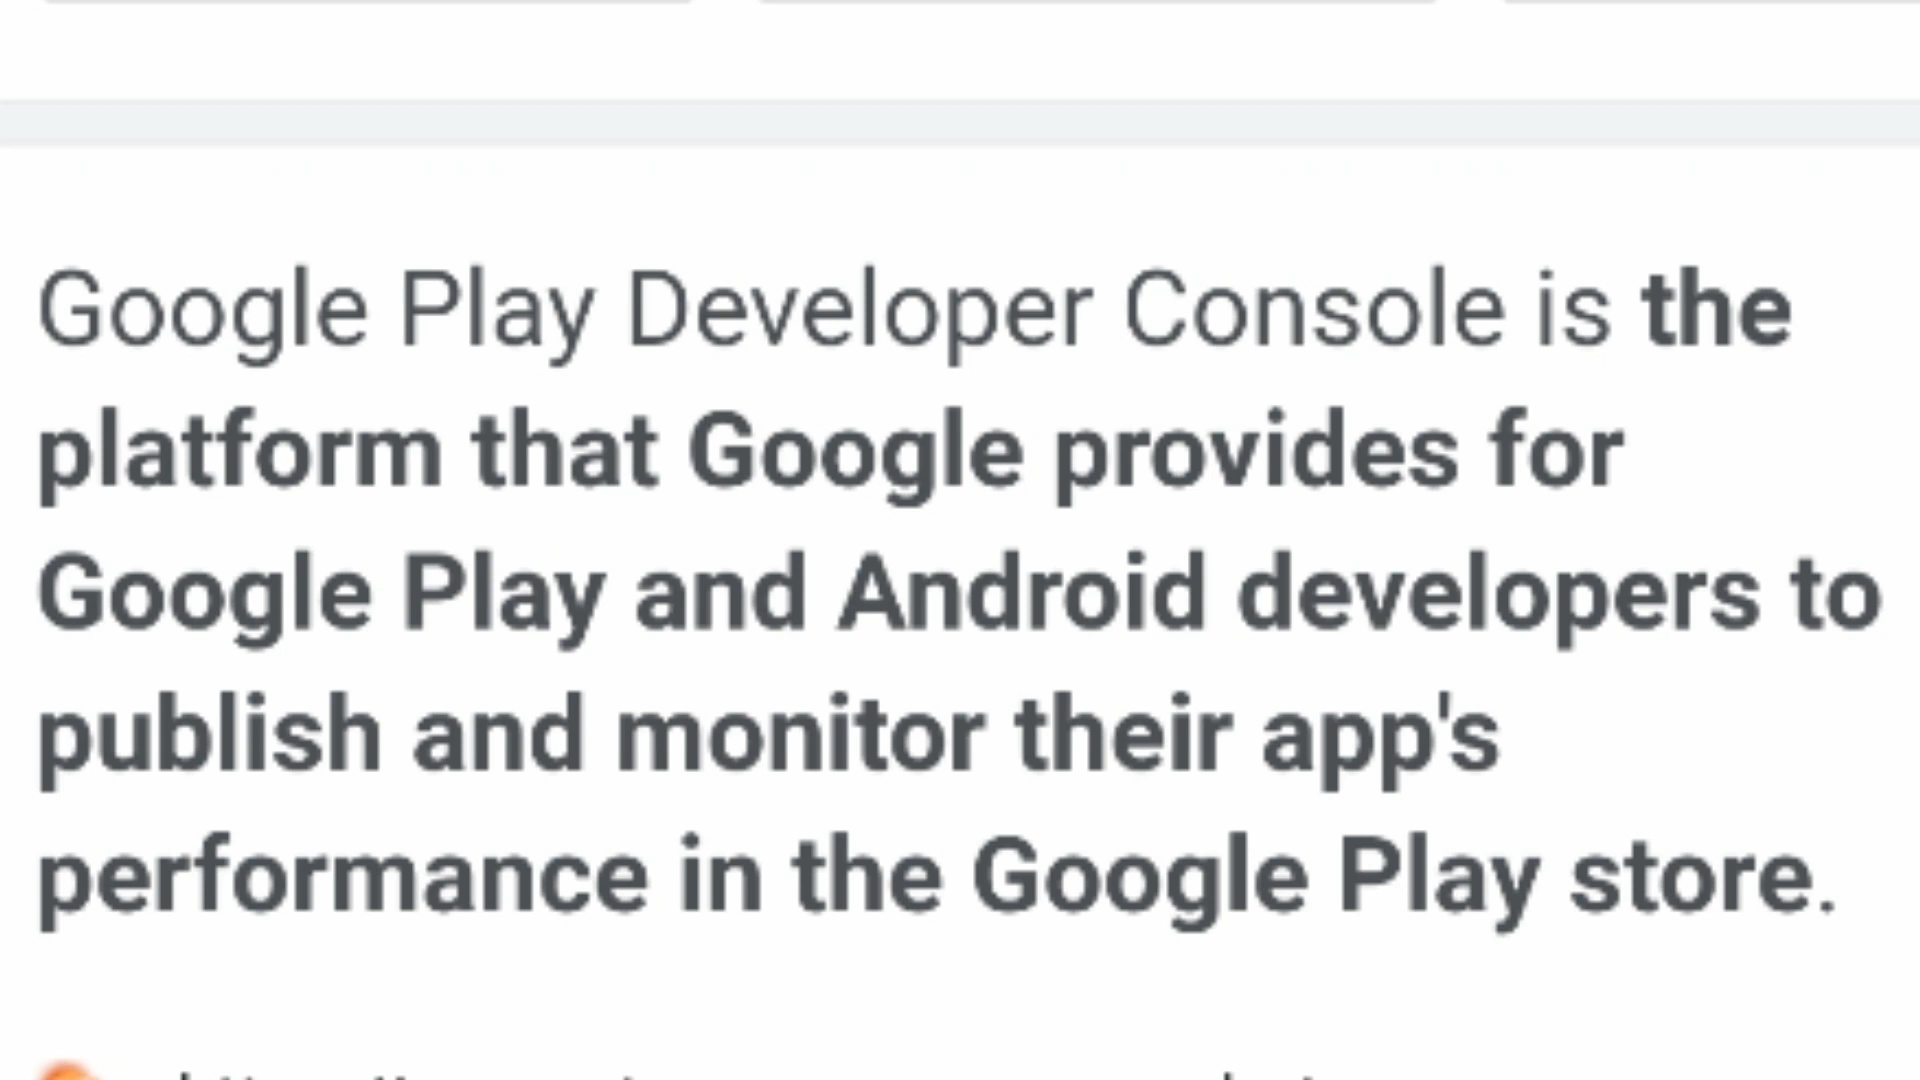 Google Play Developer Console is the
platform that Google provides for
Google Play and Android developers to
publish and monitor their app's
performance in the Google Play store.